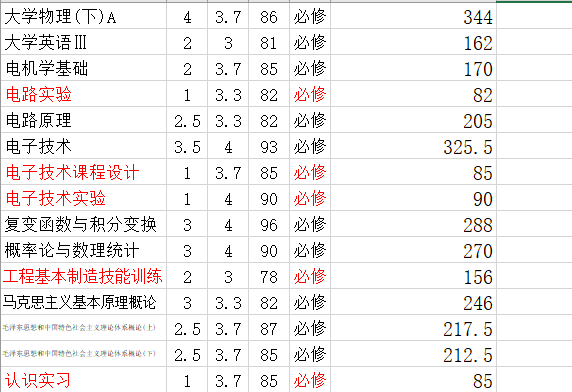 大学物理(下)A 4 3.7 86 必修 344
大学英语Ⅲ 2 3 81 必修 162
电机学基础 2 3.7 85 必修 170
电路实验 1 3.3 82 必修 82
电路原理 2.5 3.3 82 必修 205
电子技术 3.5 4 93 必修 325.5
电子技术课程设计 1 3.7 85 必修 85
电子技术实验 1 4 90 必修 90
复变函数与积分变换 3 4 96 必修 288
概率论与数理统计 3 4 90 必修 270
工程基本制造技能训练 2 3 78 必修 156
马克思主义基本原理概论 3 3.3 82 必修 246
毛泽东思想和中国特色社会主义理论体系概论(上) 2.5 3.7 87 必修 217.5
毛泽东思想和中国特色社会主义理论体系概论(下) 2.5 3.7 85 必修 212.5
认识实习 1 3.7 85 必修 85